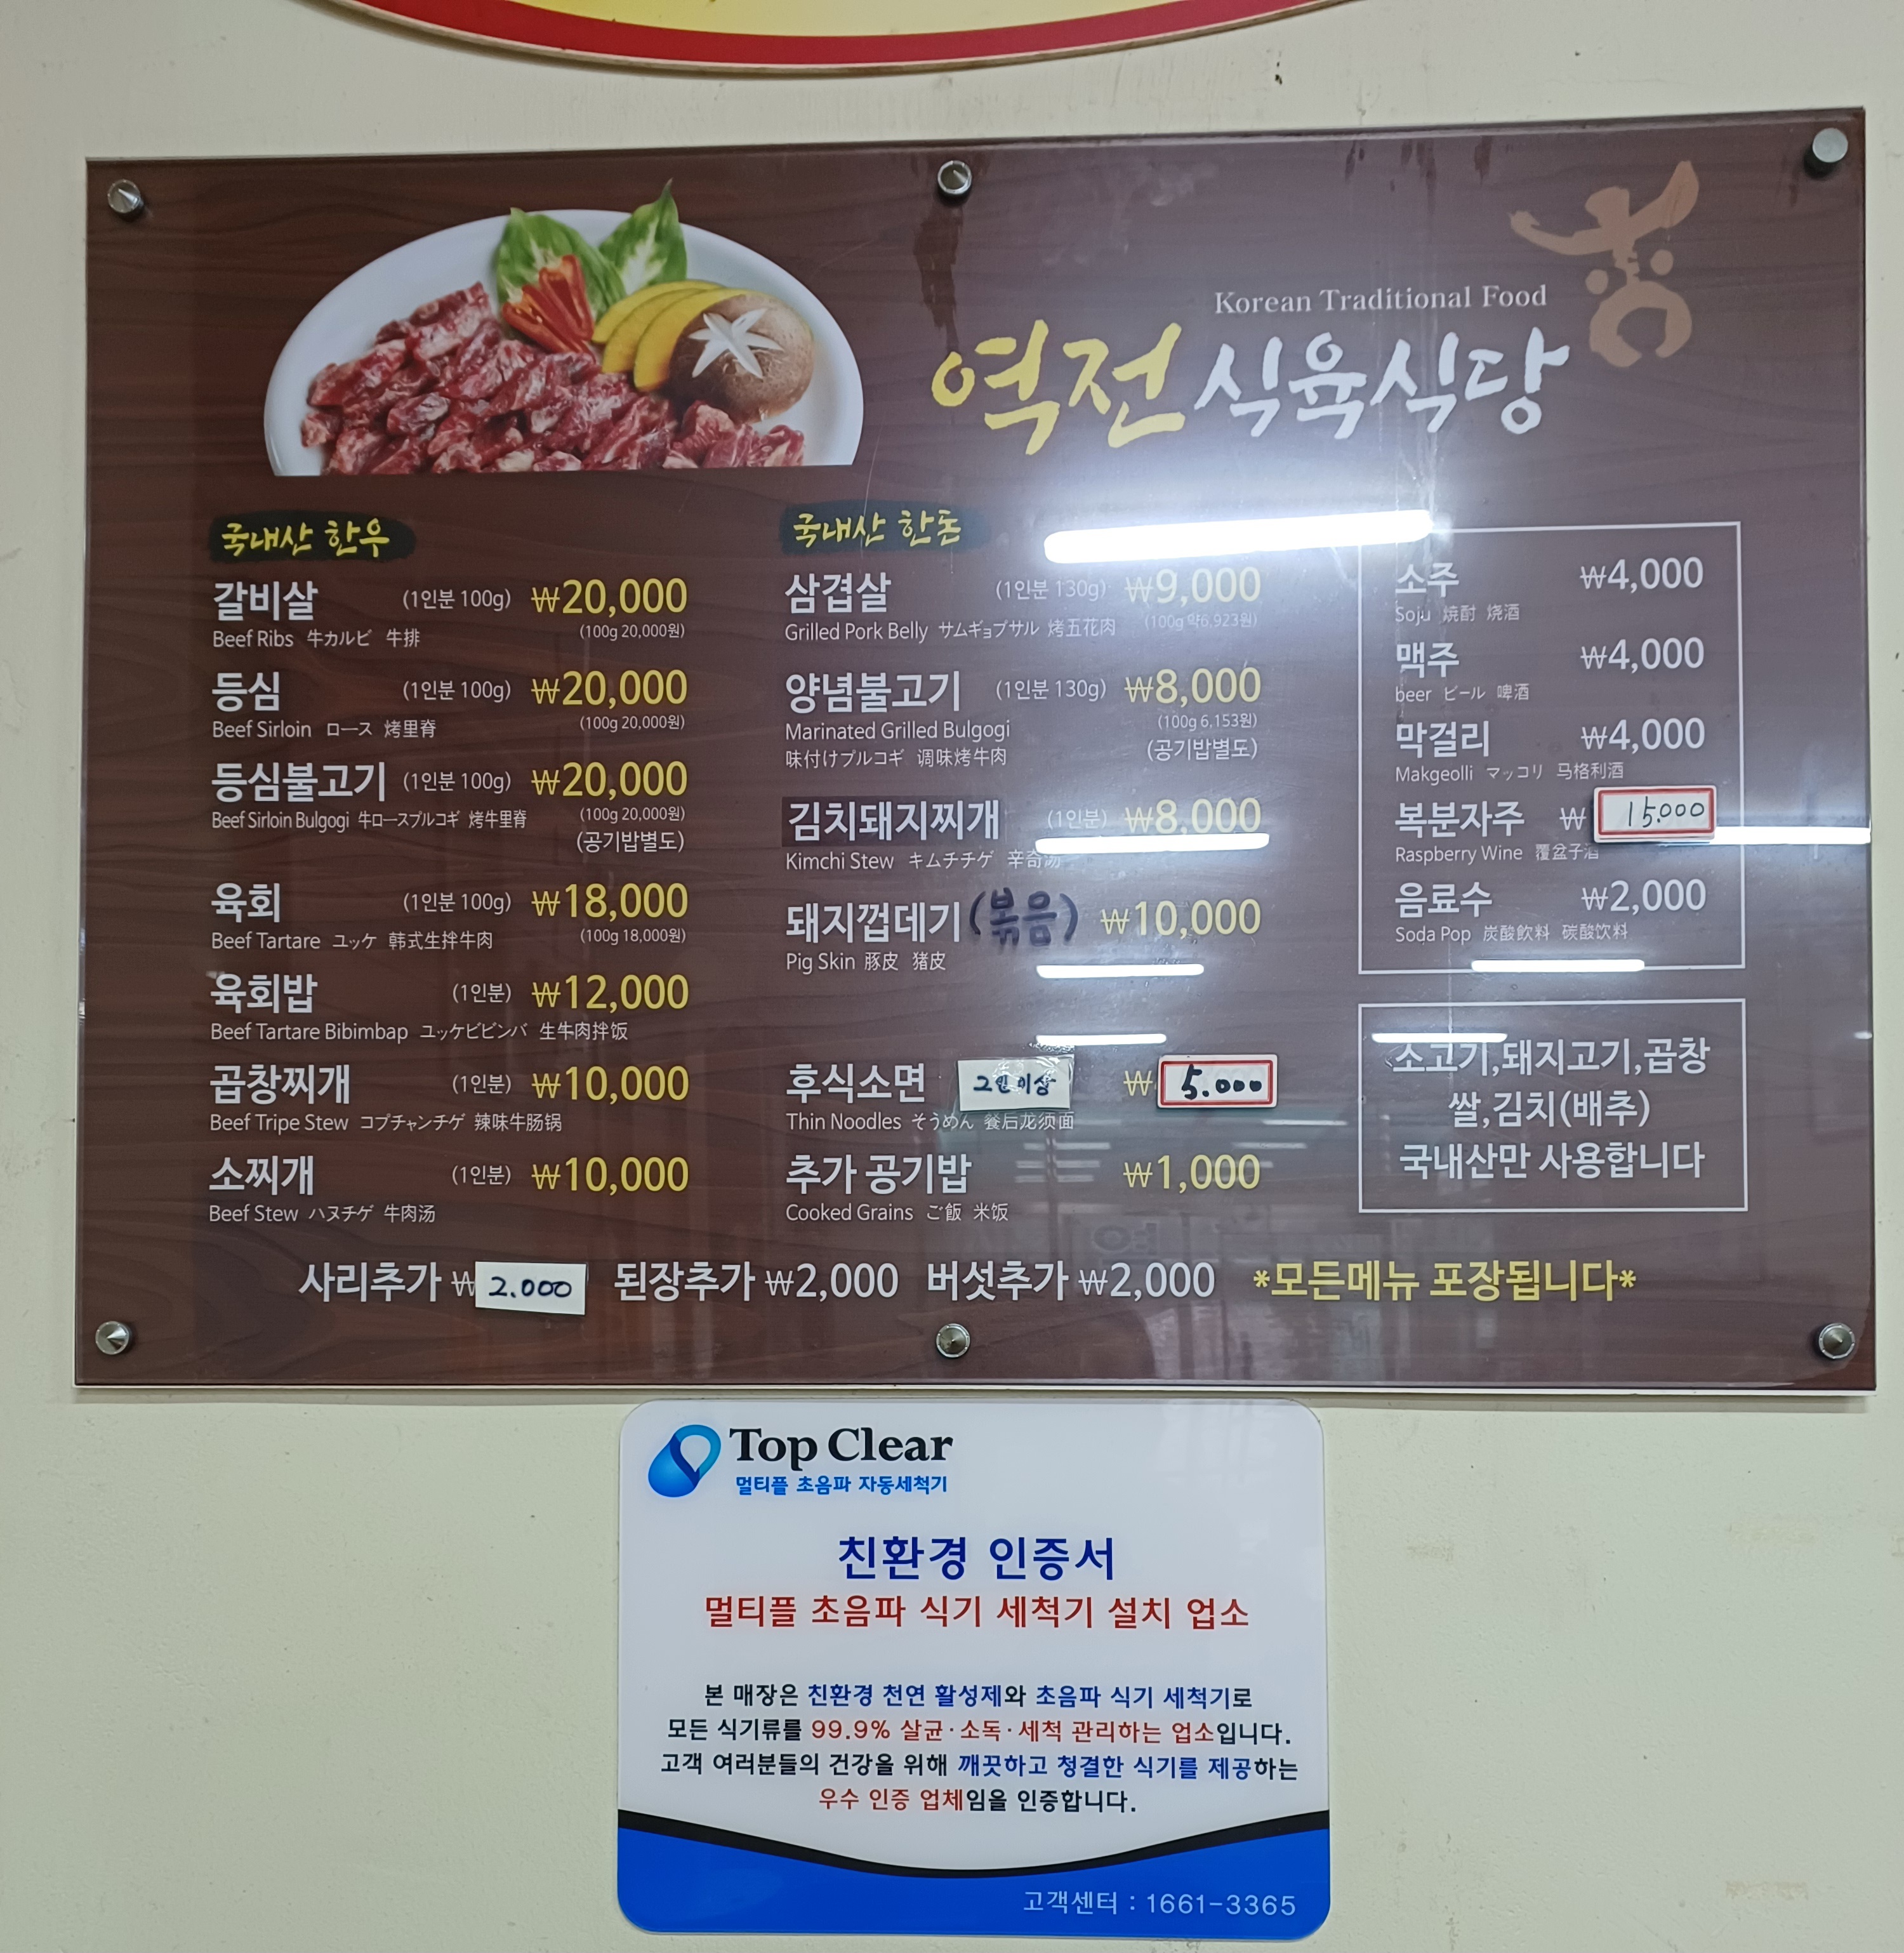 Korean Traditional Food
역전식육식당
국내산 한우
갈비살 (1인분 100g) ₩20,000
Beef Ribs 牛カルビ 牛排 (100g 20,000원)
등심 (1인분 100g) ₩20,000
Beef Sirloin ロース 烤里脊 (100g 20,000원)
등심불고기 (1인분 100g) ₩20,000
Beef Sirloin Bulgogi 牛ロースプルコギ 烤牛里脊 (100g 20,000원)
(공기밥별도)
육회 (1인분 100g) ₩18,000
Beef Tartare ユッケ 韩式生拌牛肉 (100g 18,000원)
육회밥 (1인분) ₩12,000
Beef Tartare Bibimbap ユッケビビンバ 生牛肉拌饭
곱창찌개 (1인분) ₩10,000
Beef Tripe Stew コプチャンチゲ 辣味牛肠锅
소찌개 (1인분) ₩10,000
Beef Stew ハヌチゲ 牛肉汤
국내산 한돈
삼겹살 (1인분 130g) ₩9,000
Grilled Pork Belly サムギョプサル 烤五花肉 (100g 약6,923원)
양념불고기 (1인분 130g) ₩8,000
Marinated Grilled Bulgogi (100g 6.153원)
味付けプルコギ 调味烤牛肉 (공기밥별도)
김치돼지찌개 (1인분) ₩8,000
Kimchi Stew キムチチゲ 辛奇汤
돼지껍데기(볶음) ₩10,000
Pig Skin 豚皮 猪皮
후식소면 2인이상 ₩5.000
Thin Noodles そうめん 餐后龙须面
추가 공기밥 ₩1,000
Cooked Grains ご飯 米饭
소주 ₩4,000
Soju 焼酎 烧酒
맥주 ₩4,000
beer ビール 啤酒
막걸리 ₩4,000
Makgeolli マッコリ 马格利酒
복분자주 ₩15.000
Raspberry Wine 覆盆子酒
음료수 ₩2,000
Soda Pop 炭酸飲料 碳酸饮料
소고기,돼지고기,곱창
쌀,김치(배추)
국내산만 사용합니다
사리추가 ₩2.000 된장추가 ₩2,000 버섯추가 ₩2,000 *모든메뉴 포장됩니다*
Top Clear
멀티플 초음파 자동세척기
친환경 인증서
멀티플 초음파 식기 세척기 설치 업소
본 매장은 친환경 천연 활성제와 초음파 식기 세척기로
모든 식기류를 99.9% 살균·소독·세척 관리하는 업소입니다.
고객 여러분들의 건강을 위해 깨끗하고 청결한 식기를 제공하는
우수 인증 업체임을 인증합니다.
고객센터 : 1661-3365